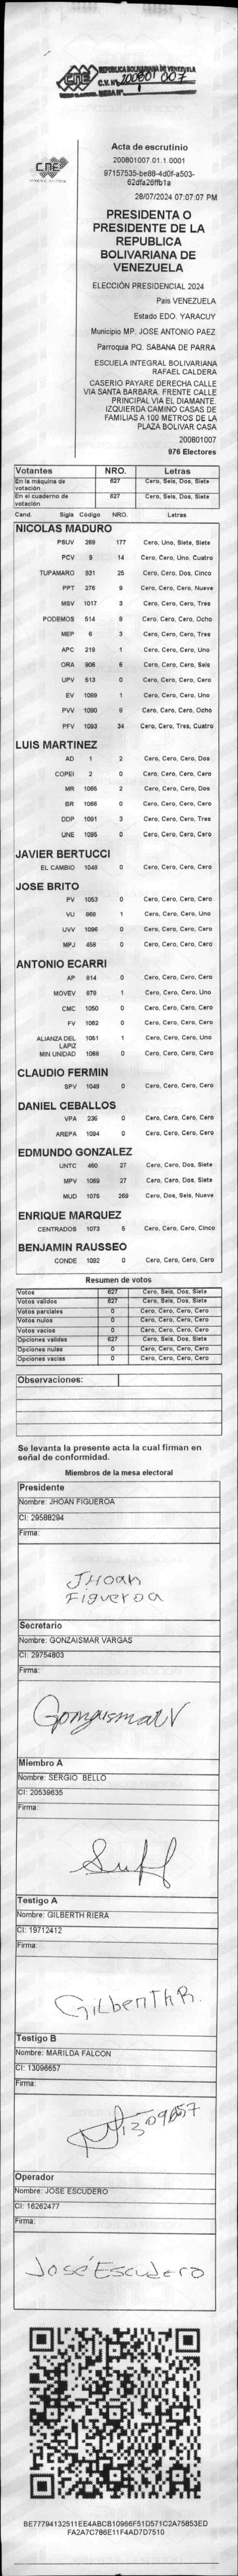 CNE
REPÚBLICA BOLIVARIANA DE VENEZUELA
C.V. Nº 200801 007
MESA Nº
CNE
Acta de escrutinio
200801007.01.1.0001
97157535-be88-4d0f-a503-
62dfa26ffb1a
28/07/2024 07:07:07 PM
PRESIDENTA O
PRESIDENTE DE LA
REPUBLICA
BOLIVARIANA DE
VENEZUELA
ELECCIÓN PRESIDENCIAL 2024
País VENEZUELA
Estado EDO. YARACUY
Municipio MP. JOSE ANTONIO PAEZ
Parroquia PQ. SABANA DE PARRA
ESCUELA INTEGRAL BOLIVARIANA
RAFAEL CALDERA
CASERIO PAYARE DERECHA CALLE
VIA SANTA BARBARA. FRENTE CALLE
PRINCIPAL VIA EL DIAMANTE.
IZQUIERDA CAMINO CASAS DE
FAMILIAS A 100 METROS DE LA
PLAZA BOLIVAR CASA
200801007
976 Electores
Votantes NRO. Letras
En la máquina de votación 627 Cero, Seis, Dos, Siete
En el cuaderno de votación 627 Cero, Seis, Dos, Siete
Cand. Sigla Código NRO. Letras
NICOLAS MADURO
PSUV 269 177 Cero, Uno, Siete, Siete
PCV 9 14 Cero, Cero, Uno, Cuatro
TUPAMARO 931 25 Cero, Cero, Dos, Cinco
PPT 276 9 Cero, Cero, Cero, Nueve
MSV 1017 3 Cero, Cero, Cero, Tres
PODEMOS 514 8 Cero, Cero, Cero, Ocho
MEP 6 3 Cero, Cero, Cero, Tres
APC 219 1 Cero, Cero, Cero, Uno
ORA 906 6 Cero, Cero, Cero, Seis
UPV 513 0 Cero, Cero, Cero, Cero
EV 1089 1 Cero, Cero, Cero, Uno
PVV 1090 8 Cero, Cero, Cero, Ocho
PFV 1093 34 Cero, Cero, Tres, Cuatro
LUIS MARTINEZ
AD 1 2 Cero, Cero, Cero, Dos
COPEI 2 0 Cero, Cero, Cero, Cero
MR 1065 2 Cero, Cero, Cero, Dos
BR 1066 0 Cero, Cero, Cero, Cero
DDP 1091 3 Cero, Cero, Cero, Tres
UNE 1095 0 Cero, Cero, Cero, Cero
JAVIER BERTUCCI
EL CAMBIO 1048 0 Cero, Cero, Cero, Cero
JOSE BRITO
PV 1053 0 Cero, Cero, Cero, Cero
VU 868 1 Cero, Cero, Cero, Uno
UVV 1096 0 Cero, Cero, Cero, Cero
MPJ 458 0 Cero, Cero, Cero, Cero
ANTONIO ECARRI
AP 814 0 Cero, Cero, Cero, Cero
MOVEV 879 1 Cero, Cero, Cero, Uno
CMC 1050 0 Cero, Cero, Cero, Cero
FV 1062 0 Cero, Cero, Cero, Cero
ALIANZA DEL LAPIZ 1051 1 Cero, Cero, Cero, Uno
MIN UNIDAD 1068 0 Cero, Cero, Cero, Cero
CLAUDIO FERMIN
SPV 1049 0 Cero, Cero, Cero, Cero
DANIEL CEBALLOS
VPA 236 0 Cero, Cero, Cero, Cero
AREPA 1094 0 Cero, Cero, Cero, Cero
EDMUNDO GONZALEZ
UNTC 460 27 Cero, Cero, Dos, Siete
MPV 1069 27 Cero, Cero, Dos, Siete
MUD 1075 269 Cero, Dos, Seis, Nueve
ENRIQUE MARQUEZ
CENTRADOS 1073 5 Cero, Cero, Cero, Cinco
BENJAMIN RAUSSEO
CONDE 1092 0 Cero, Cero, Cero, Cero
Resumen de votos
Votos 627 Cero, Seis, Dos, Siete
Votos validos 627 Cero, Seis, Dos, Siete
Votos parciales 0 Cero, Cero, Cero, Cero
Votos nulos 0 Cero, Cero, Cero, Cero
Votos vacios 0 Cero, Cero, Cero, Cero
Opciones validas 627 Cero, Seis, Dos, Siete
Opciones nulas 0 Cero, Cero, Cero, Cero
Opciones vacias 0 Cero, Cero, Cero, Cero
Observaciones:
Se levanta la presente acta la cual firman en
señal de conformidad.
Miembros de la mesa electoral
Presidente
Nombre: JHOAN FIGUEROA
CI: 29588294
Firma:
JHOAN
FIGUEROA
Secretario
Nombre: GONZAISMAR VARGAS
CI: 29754803
Firma:
Gonzaismar V
Miembro A
Nombre: SERGIO BELLO
CI: 20539635
Firma:
Testigo A
Nombre: GILBERTH RIERA
CI: 19712412
Firma:
GilbertH R.
Testigo B
Nombre: MARILDA FALCON
CI: 13096657
Firma:
Operador
Nombre: JOSE ESCUDERO
CI: 16262477
Firma:
José Escudero
BE77794132511EE4ABCB10966F51D571C2A75853ED
FA2A7C786E11F4AD7D7510